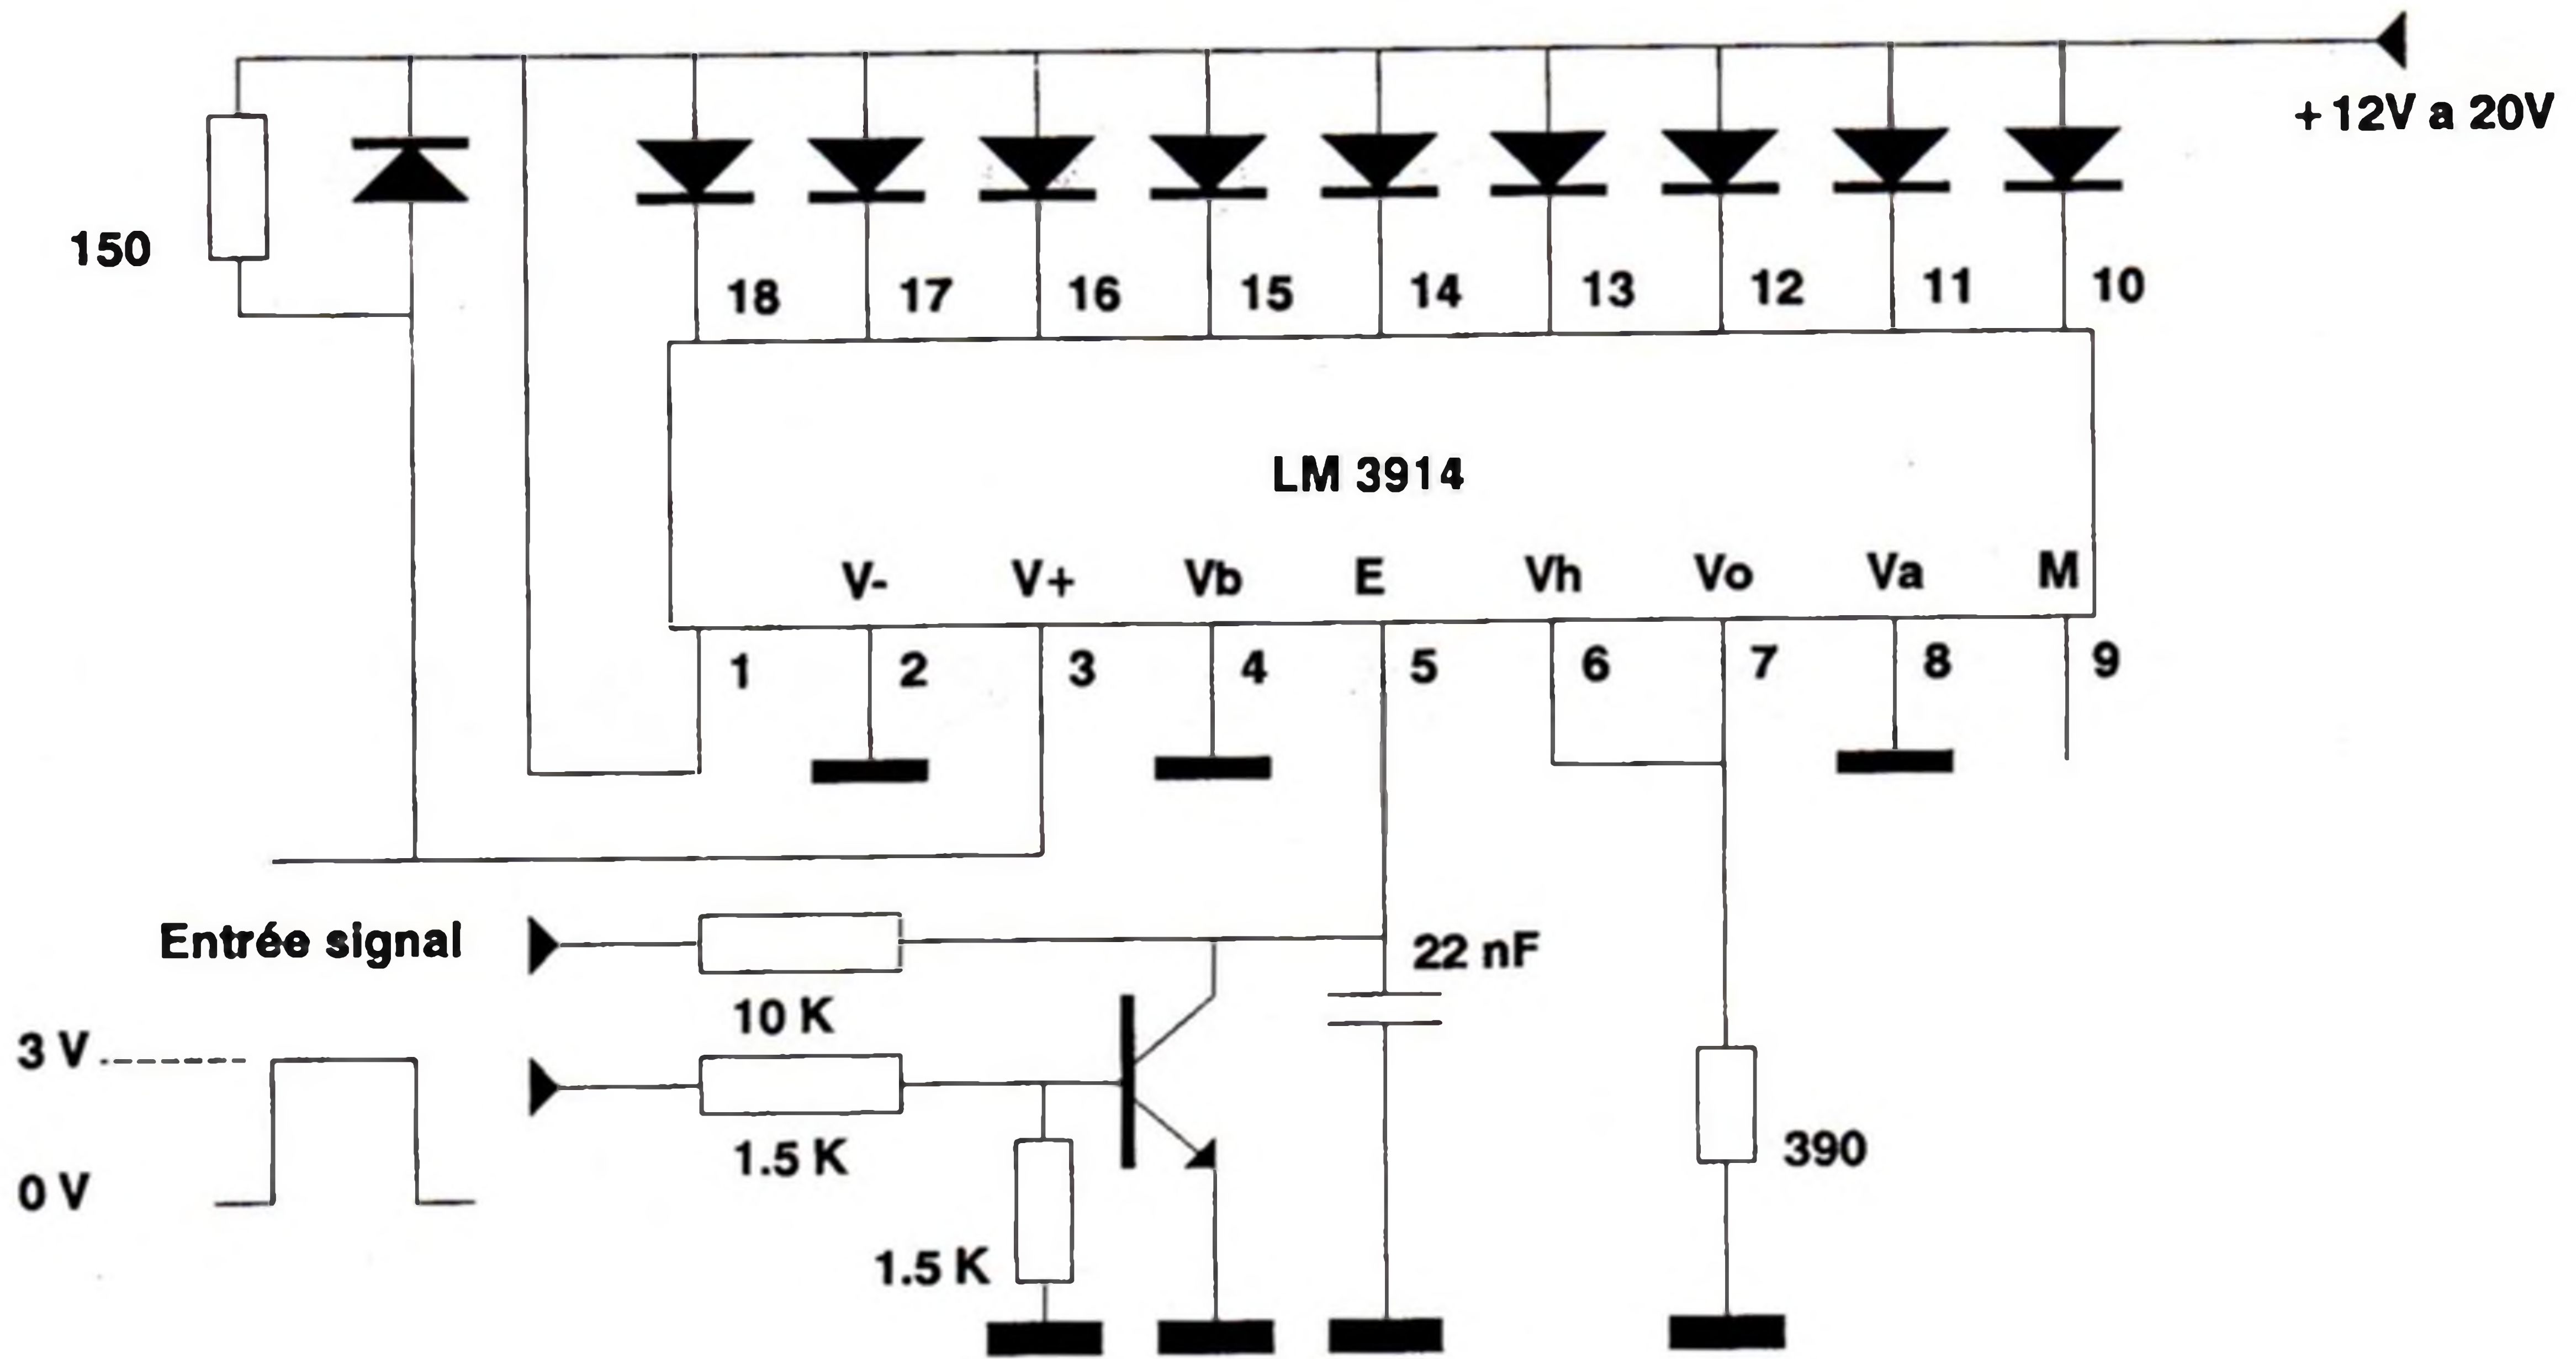 +12V a 20V
150
18 17 16 15 14 13 12 11 10
LM 3914
V- V+ Vb E Vh Vo Va M
1 2 3 4 5 6 7 8 9
Entrée signal
22 nF
10 K
3 V
1.5 K
390
0 V
1.5 K